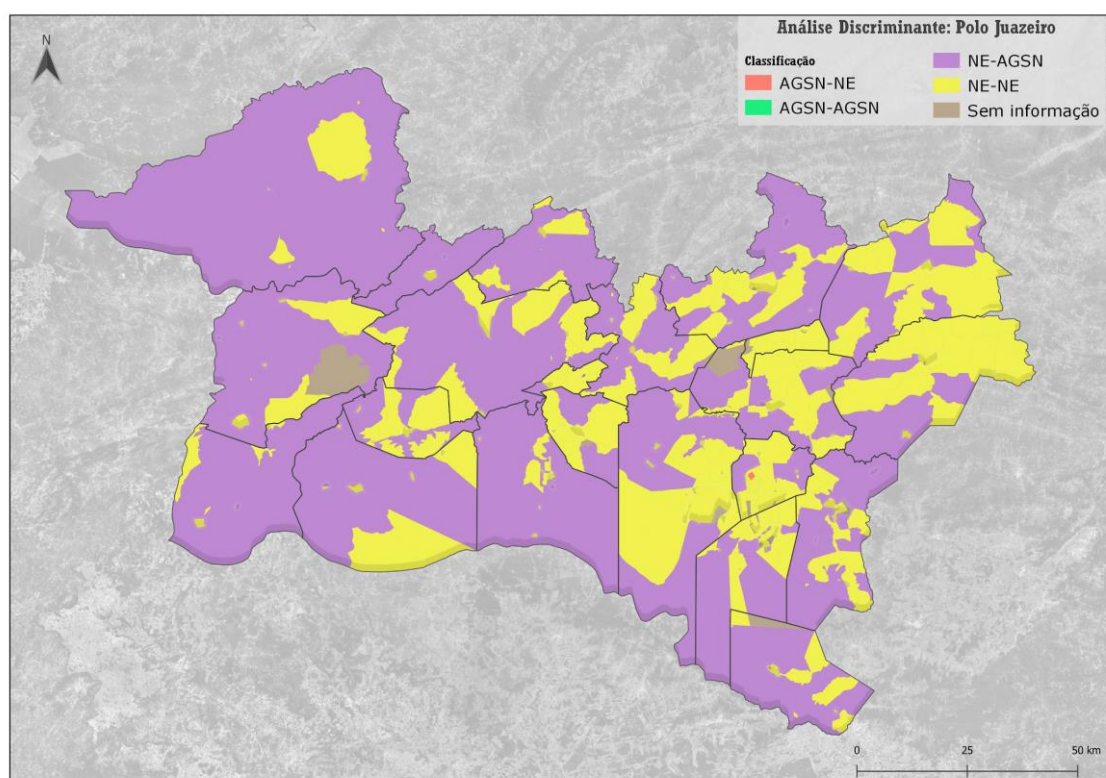 N
Análise Discriminante: Polo Juazeiro
Classificação
AGSN-NE
AGSN-AGSN
NE-AGSN
NE-NE
Sem informação
0 25 50 km